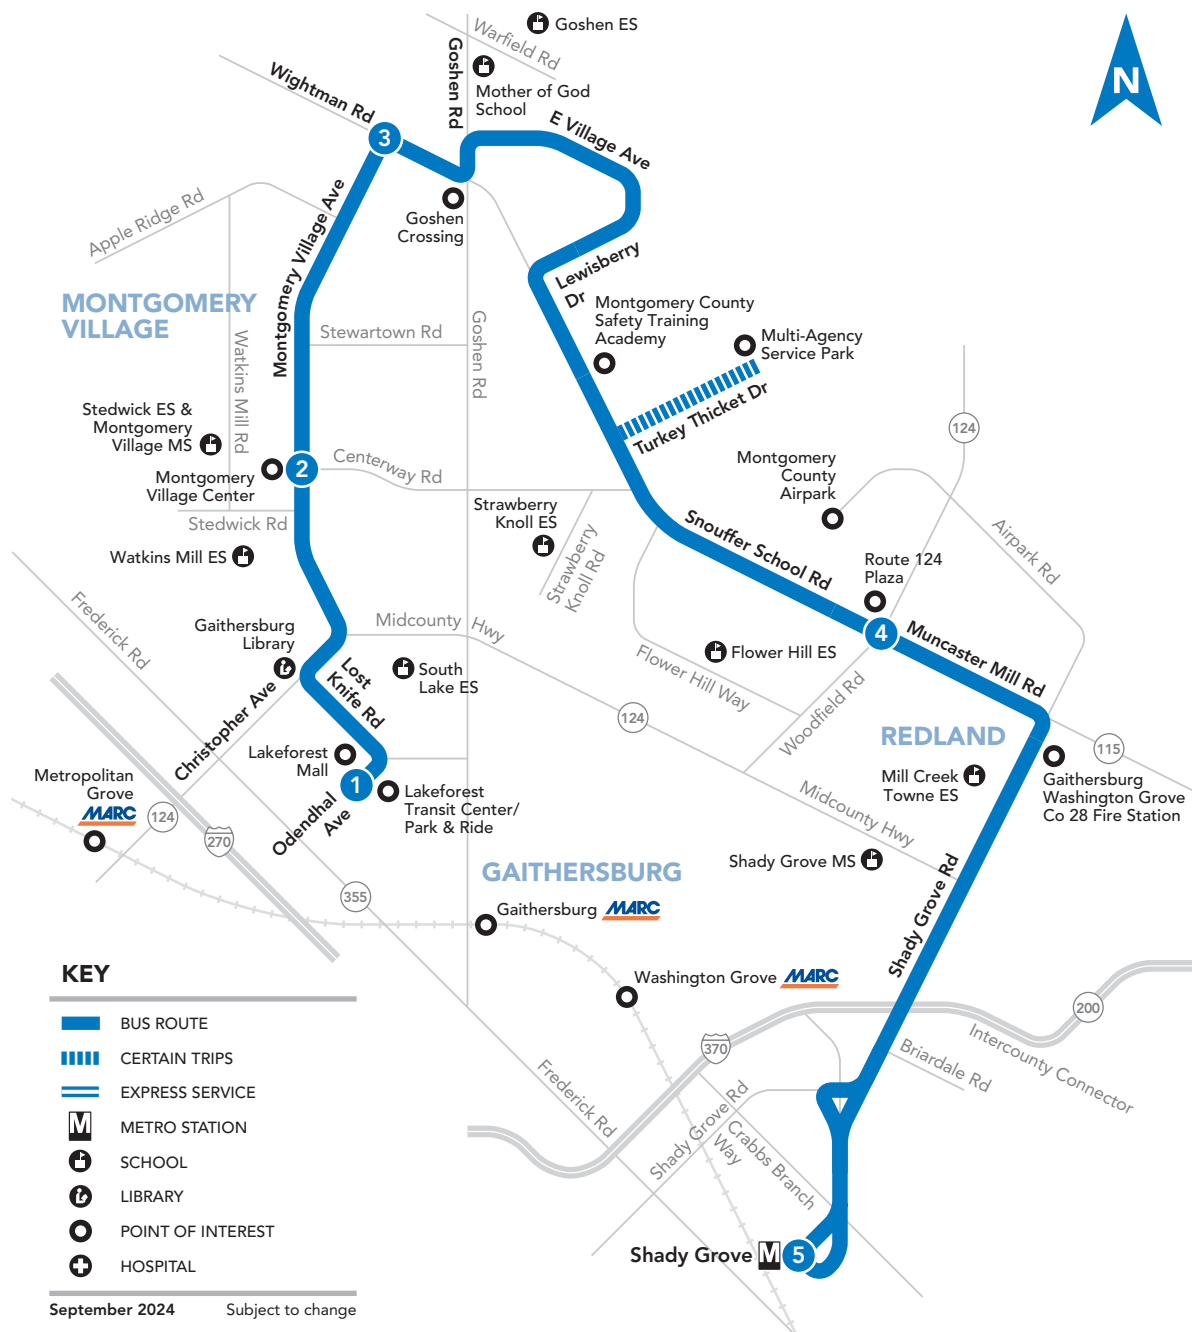 Goshen ES
Warfield Rd
Goshen Rd
Mother of God
School
N
Wightman Rd
3
E Village Ave
Apple Ridge Rd
Montgomery Village Ave
Goshen
Crossing
Lewisberry
Dr
MONTGOMERY
VILLAGE
Montgomery County
Safety Training
Academy
Multi-Agency
Service Park
Stewartown Rd
Goshen Rd
Watkins Mill Rd
Turkey Thicket Dr
Stedwick ES &
Montgomery
Village MS
124
2
Centerway Rd
Montgomery
Village Center
Montgomery
County
Airpark
Strawberry
Knoll ES
Stedwick Rd
Snouffer School Rd
Airpark Rd
Watkins Mill ES
Strawberry
Knoll Rd
Route 124
Plaza
Frederick Rd
Gaithersburg
Library
Midcounty Hwy
4
Muncaster Mill Rd
Flower Hill ES
Flower Hill Way
South
Lake ES
Lost
Knife Rd
Christopher Ave
124
Woodfield Rd
REDLAND
115
Lakeforest
Mall
1
Metropolitan
Grove
MARC
124
270
Odendhal
Ave
Lakeforest
Transit Center/
Park & Ride
Mill Creek
Towne ES
Gaithersburg
Washington Grove
Co 28 Fire Station
Midcounty Hwy
Shady Grove MS
GAITHERSBURG
355
Gaithersburg MARC
Shady Grove Rd
Washington Grove MARC
200
370
Intercounty Connector
Briardale Rd
Frederick Rd
Shady Grove Rd
Crabbs Branch
Way
Shady Grove M 5
KEY
BUS ROUTE
CERTAIN TRIPS
EXPRESS SERVICE
M METRO STATION
SCHOOL
LIBRARY
POINT OF INTEREST
HOSPITAL
September 2024 Subject to change